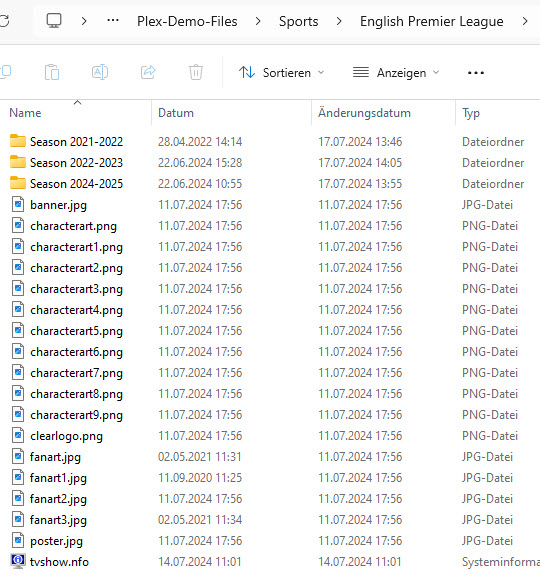 Plex-Demo-Files > Sports > English Premier League >
Sortieren Anzeigen
Name Datum Änderungsdatum Typ
Season 2021-2022 28.04.2022 14:14 17.07.2024 13:46 Dateiordner
Season 2022-2023 22.06.2024 15:28 17.07.2024 14:05 Dateiordner
Season 2024-2025 22.06.2024 10:55 17.07.2024 13:55 Dateiordner
banner.jpg 11.07.2024 17:56 11.07.2024 17:56 JPG-Datei
characterart.png 11.07.2024 17:56 11.07.2024 17:56 PNG-Datei
characterart1.png 11.07.2024 17:56 11.07.2024 17:56 PNG-Datei
characterart2.png 11.07.2024 17:56 11.07.2024 17:56 PNG-Datei
characterart3.png 11.07.2024 17:56 11.07.2024 17:56 PNG-Datei
characterart4.png 11.07.2024 17:56 11.07.2024 17:56 PNG-Datei
characterart5.png 11.07.2024 17:56 11.07.2024 17:56 PNG-Datei
characterart6.png 11.07.2024 17:56 11.07.2024 17:56 PNG-Datei
characterart7.png 11.07.2024 17:56 11.07.2024 17:56 PNG-Datei
characterart8.png 11.07.2024 17:56 11.07.2024 17:56 PNG-Datei
characterart9.png 11.07.2024 17:56 11.07.2024 17:56 PNG-Datei
clearlogo.png 11.07.2024 17:56 11.07.2024 17:56 PNG-Datei
fanart.jpg 02.05.2021 11:31 11.07.2024 17:56 JPG-Datei
fanart1.jpg 11.09.2020 11:25 11.07.2024 17:56 JPG-Datei
fanart2.jpg 11.07.2024 17:56 11.07.2024 17:56 JPG-Datei
fanart3.jpg 02.05.2021 11:34 11.07.2024 17:56 JPG-Datei
poster.jpg 11.07.2024 17:56 11.07.2024 17:56 JPG-Datei
tvshow.nfo 14.07.2024 11:01 14.07.2024 11:01 Systeminforma